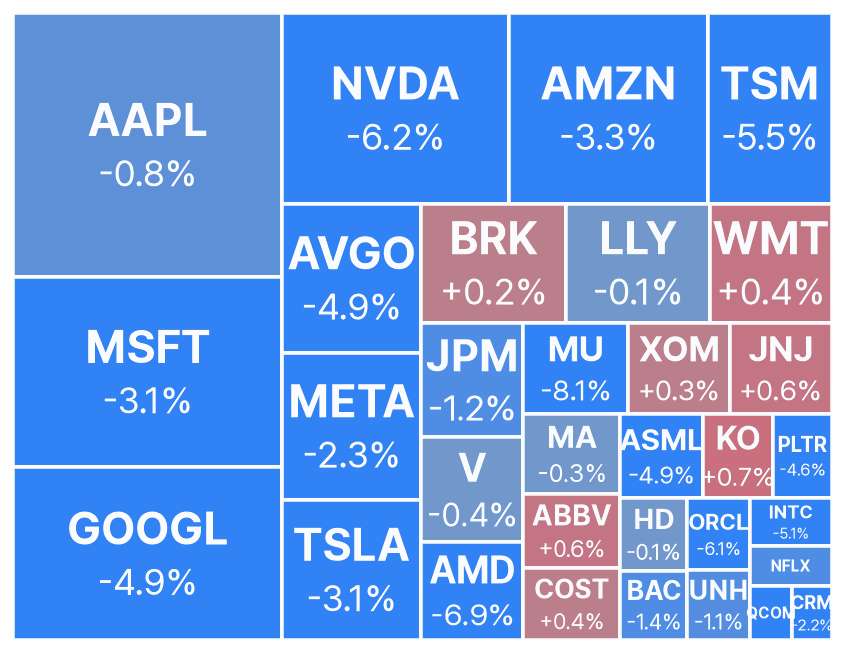 AAPL
-0.8%
NVDA
-6.2%
AMZN
-3.3%
TSM
-5.5%
AVGO
-4.9%
BRK
+0.2%
LLY
-0.1%
WMT
+0.4%
MSFT
-3.1%
META
-2.3%
JPM
-1.2%
MU
-8.1%
XOM
+0.3%
JNJ
+0.6%
MA
-0.3%
ASML
-4.9%
KO
+0.7%
PLTR
-4.6%
V
-0.4%
GOOGL
-4.9%
TSLA
-3.1%
AMD
-6.9%
ABBV
+0.6%
HD
-0.1%
ORCL
-6.1%
INTC
-5.1%
NFLX
COST
+0.4%
BAC
-1.4%
UNH
-1.1%
QCOM
CRM
-2.2%